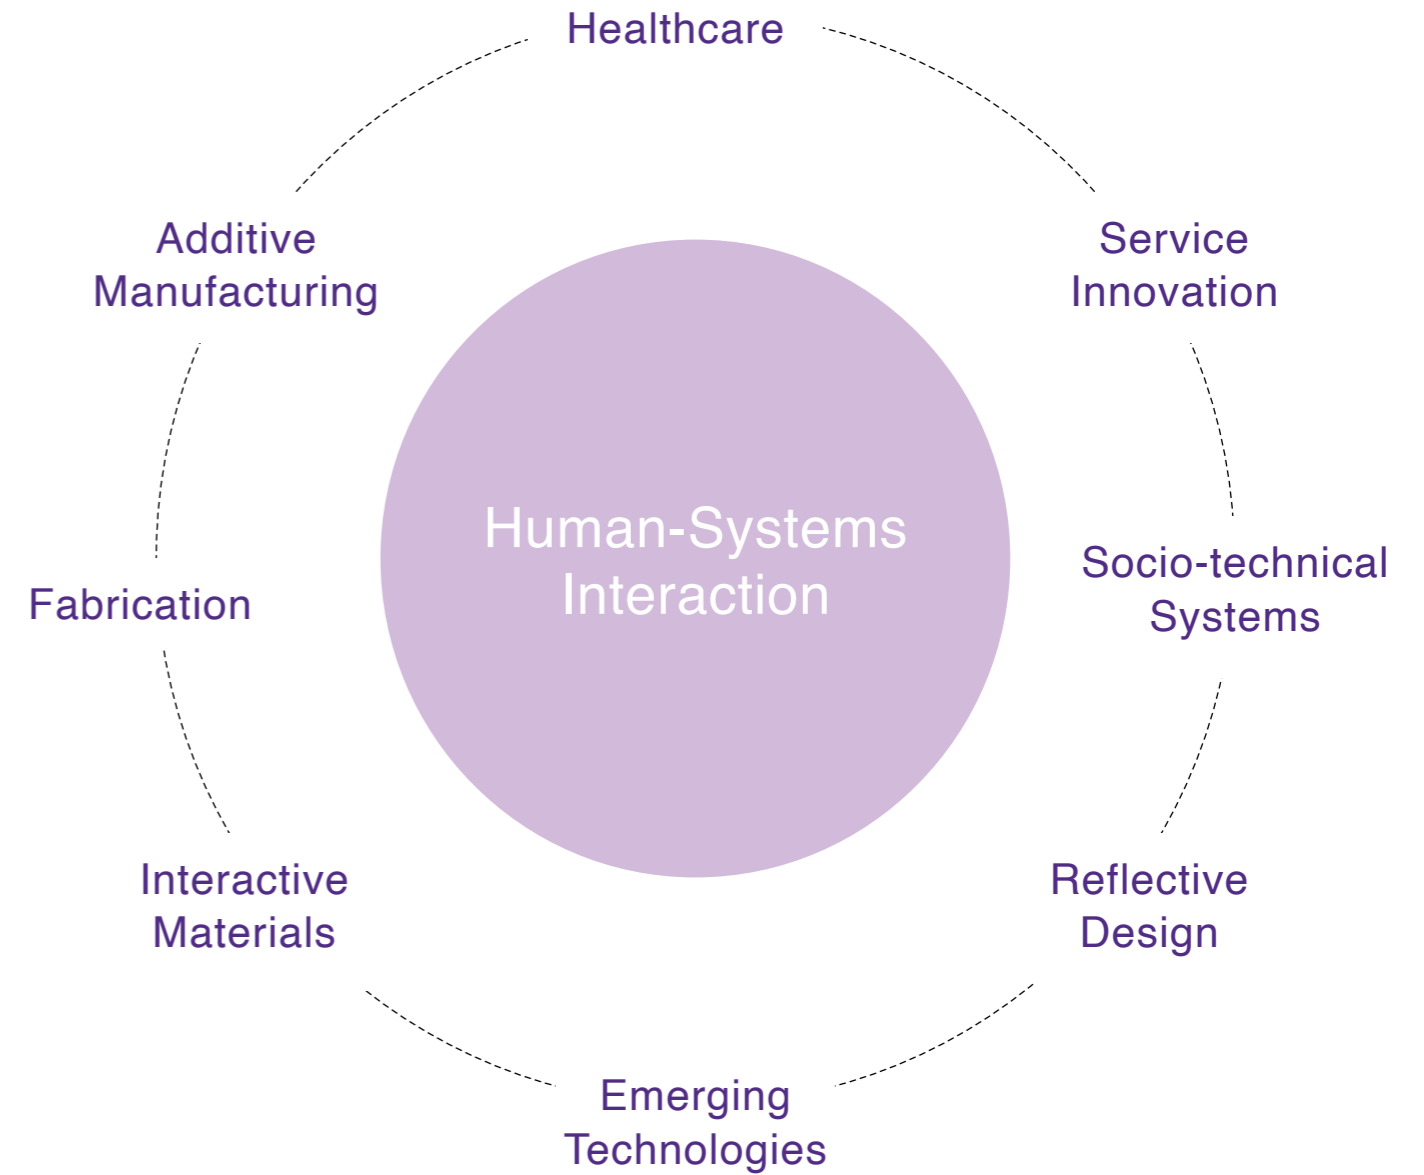 Healthcare
Additive
Manufacturing
Service
Innovation
Human-Systems
Interaction
Fabrication
Socio-technical
Systems
Interactive
Materials
Reflective
Design
Emerging
Technologies